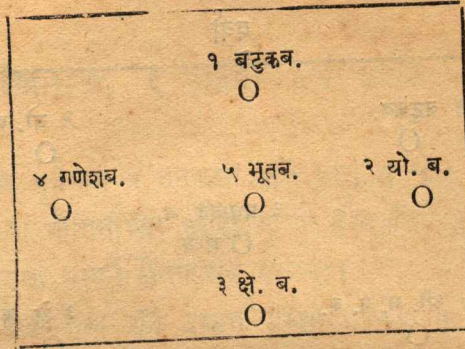 १ बटुकब.
४ गणेशब. ५ भूतब. २ यो. ब.
३ क्षे. ब.